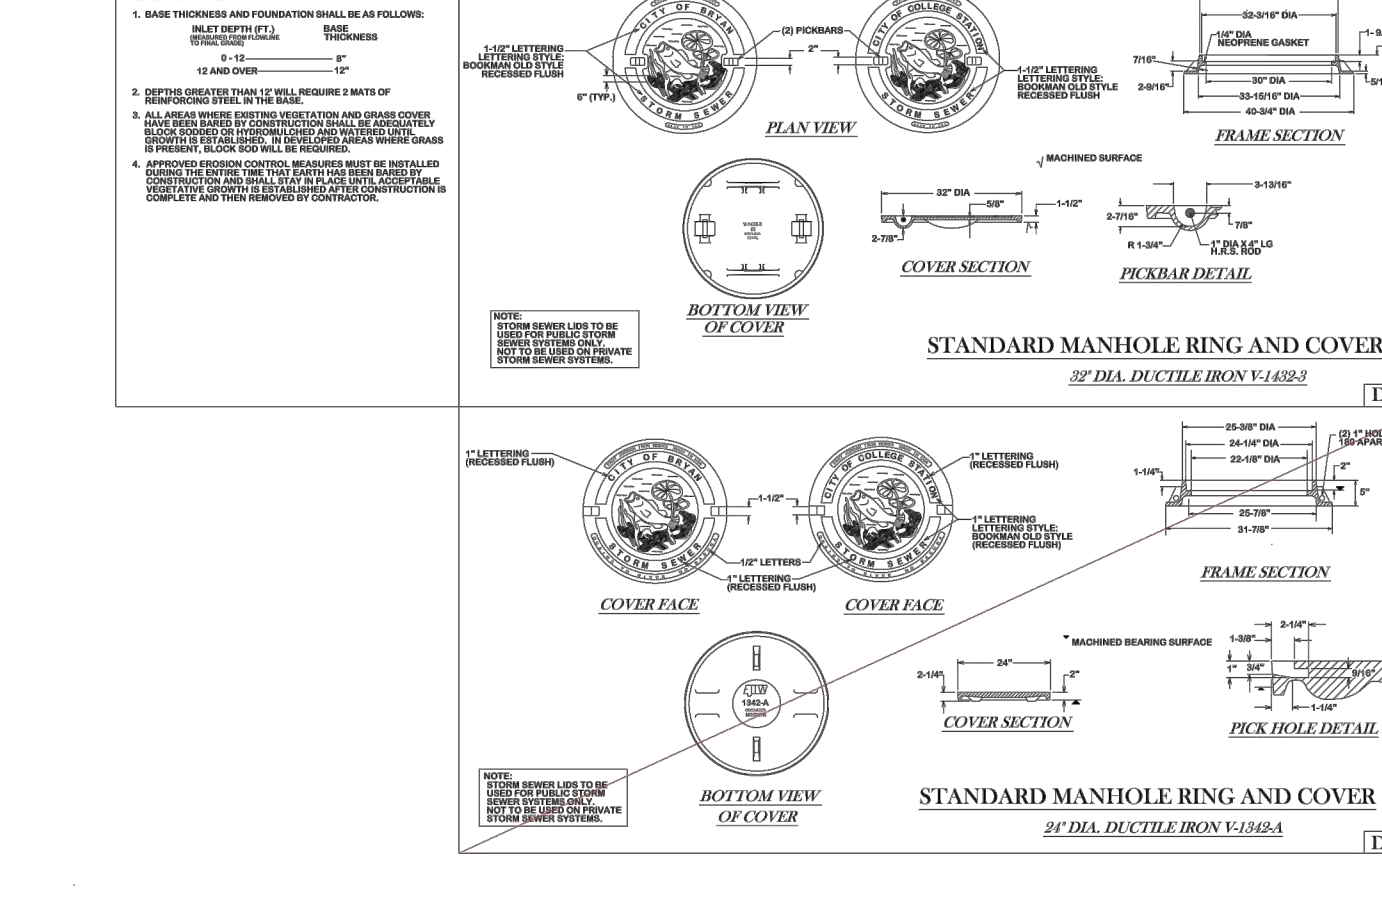 1. BASE THICKNESS AND FOUNDATION SHALL BE AS FOLLOWS:
INLET DEPTH (FT.) BASE
(MEASURED FROM FLOWLINE THICKNESS
TO FINAL GRADE)
0 - 12 8"
12 AND OVER 12"
2. DEPTHS GREATER THAN 12' WILL REQUIRE 2 MATS OF
REINFORCING STEEL IN THE BASE.
3. ALL AREAS WHERE EXISTING VEGETATION AND GRASS COVER
HAVE BEEN BARED BY CONSTRUCTION SHALL BE ADEQUATELY
BLOCK SODDED OR HYDROMULCHED AND WATERED UNTIL
GROWTH IS ESTABLISHED. IN DEVELOPED AREAS WHERE GRASS
IS PRESENT, BLOCK SOD WILL BE REQUIRED.
4. APPROVED EROSION CONTROL MEASURES MUST BE INSTALLED
DURING THE ENTIRE TIME THAT EARTH HAS BEEN BARED BY
CONSTRUCTION AND SHALL STAY IN PLACE UNTIL ACCEPTABLE
VEGETATIVE GROWTH IS ESTABLISHED AFTER CONSTRUCTION IS
COMPLETE AND THEN REMOVED BY CONTRACTOR.
1-1/2" LETTERING
LETTERING STYLE:
BOOKMAN OLD STYLE
RECESSED FLUSH
6" (TYP.)
CITY OF BRYAN
STORM SEWER
(2) PICKBARS
2"
CITY OF COLLEGE STATION
STORM SEWER
1-1/2" LETTERING
LETTERING STYLE:
BOOKMAN OLD STYLE
RECESSED FLUSH
PLAN VIEW
32-3/16" DIA
1/4" DIA
NEOPRENE GASKET
7/16"
2-9/16"
30" DIA
33-15/16" DIA
40-3/4" DIA
FRAME SECTION
√ MACHINED SURFACE
32" DIA
5/8"
1-1/2"
2-7/8"
COVER SECTION
3-13/16"
2-7/16"
7/8"
R 1-3/4"
1" DIA X 4" LG
H.R.S. ROD
PICKBAR DETAIL
BOTTOM VIEW
OF COVER
NOTE:
STORM SEWER LIDS TO BE
USED FOR PUBLIC STORM
SEWER SYSTEMS ONLY.
NOT TO BE USED ON PRIVATE
STORM SEWER SYSTEMS.
STANDARD MANHOLE RING AND COVER
32" DIA. DUCTILE IRON V-1432-3
D
1" LETTERING
(RECESSED FLUSH)
CITY OF BRYAN
STORM SEWER
1-1/2"
CITY OF COLLEGE STATION
STORM SEWER
1" LETTERING
(RECESSED FLUSH)
1" LETTERING
LETTERING STYLE:
BOOKMAN OLD STYLE
(RECESSED FLUSH)
1/2" LETTERS
1" LETTERING
(RECESSED FLUSH)
COVER FACE
COVER FACE
25-3/8" DIA
24-1/4" DIA
22-1/8" DIA
(2) 1" HOL
180 APAR
1-1/4"
2"
5"
25-7/8"
31-7/8"
FRAME SECTION
EJIW
1342-A
BOTTOM VIEW
OF COVER
MACHINED BEARING SURFACE
24"
2-1/4"
2"
COVER SECTION
2-1/4"
1-3/8"
1"
3/4"
9/16"
1-1/4"
PICK HOLE DETAIL
NOTE:
STORM SEWER LIDS TO BE
USED FOR PUBLIC STORM
SEWER SYSTEMS ONLY.
NOT TO BE USED ON PRIVATE
STORM SEWER SYSTEMS.
STANDARD MANHOLE RING AND COVER
24" DIA. DUCTILE IRON V-1342-A
D